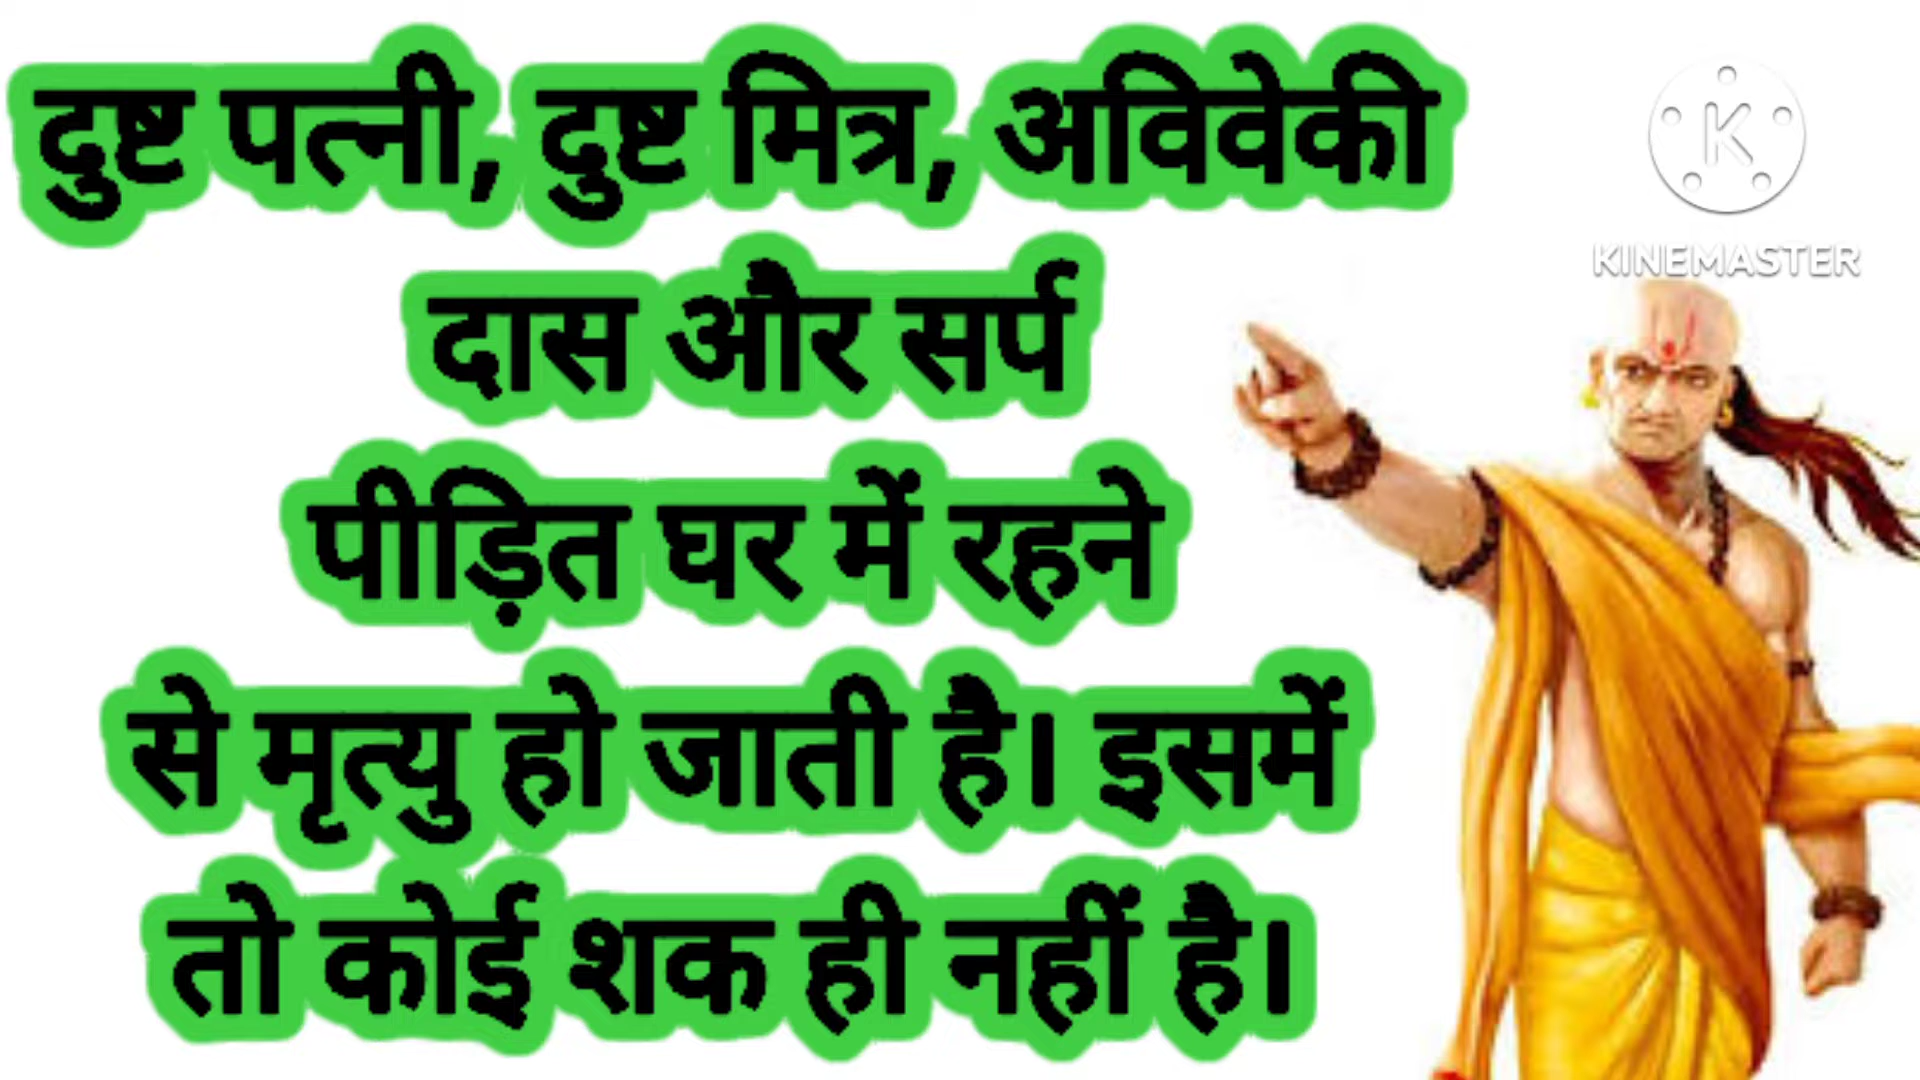 दुष्ट पत्नी, दुष्ट मित्र, अविवेकी
दास और सर्प
पीड़ित घर में रहने
से मृत्यु हो जाती है। इसमें
तो कोई शक ही नहीं है।
K
KINEMASTER